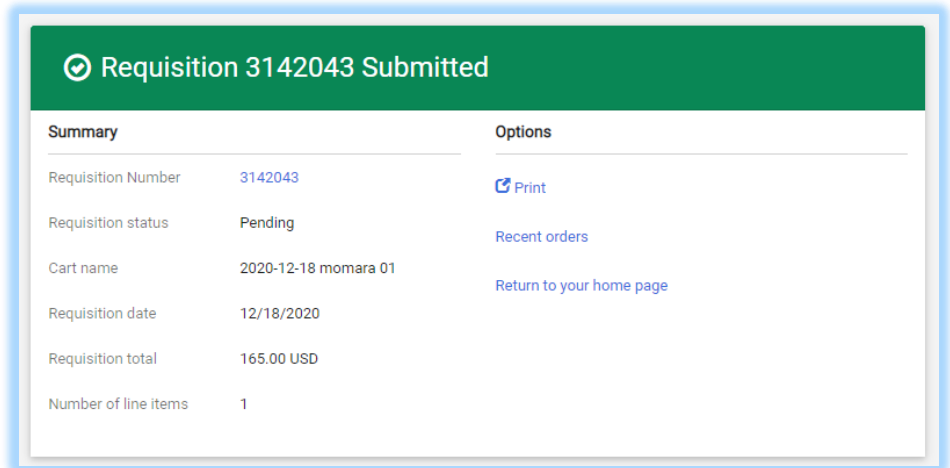 Requisition 3142043 Submitted
Summary
Requisition Number 3142043
Requisition status Pending
Cart name 2020-12-18 momara 01
Requisition date 12/18/2020
Requisition total 165.00 USD
Number of line items 1
Options
Print
Recent orders
Return to your home page